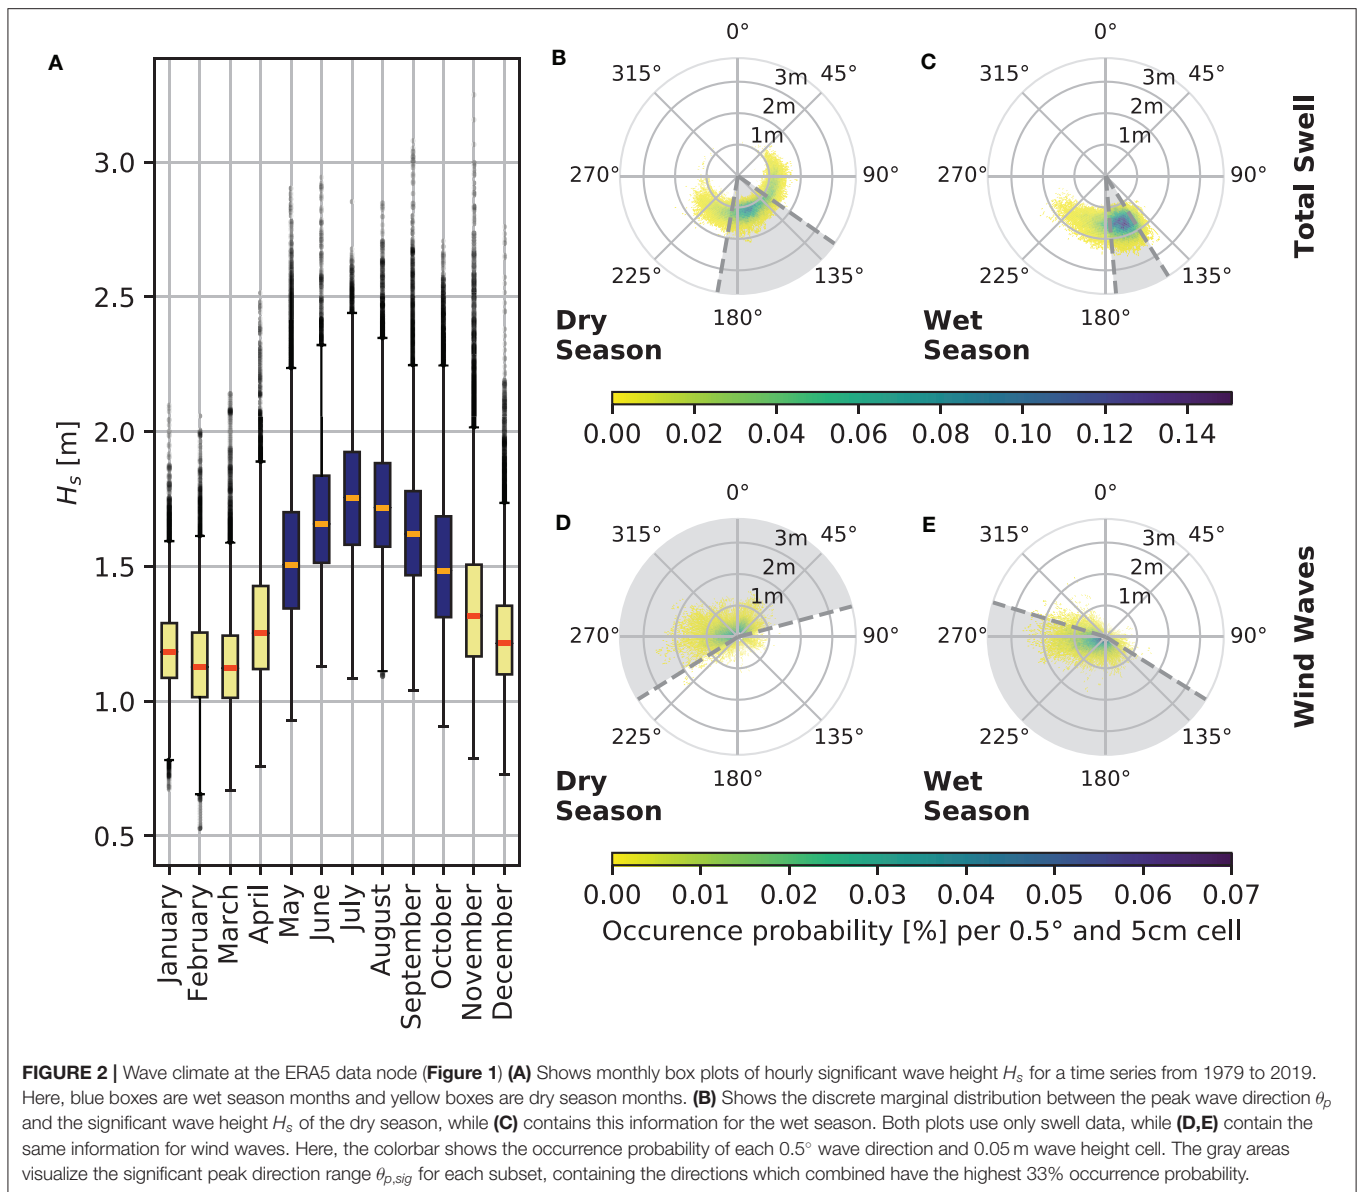 A
3.0
2.5
2.0
1.5
1.0
0.5
Hs [m]
January
February
March
April
May
June
July
August
September
October
November
December
B
0°
45°
90°
135°
180°
225°
270°
315°
1m
2m
3m
Dry
Season
C
0°
45°
90°
135°
180°
225°
270°
315°
1m
2m
3m
Wet
Season
Total Swell
0.00 0.02 0.04 0.06 0.08 0.10 0.12 0.14
D
0°
45°
90°
135°
180°
225°
270°
315°
1m
2m
3m
Dry
Season
E
0°
45°
90°
135°
180°
225°
270°
315°
1m
2m
3m
Wet
Season
Wind Waves
0.00 0.01 0.02 0.03 0.04 0.05 0.06 0.07
Occurence probability [%] per 0.5° and 5cm cell
FIGURE 2 | Wave climate at the ERA5 data node (Figure 1) (A) Shows monthly box plots of hourly significant wave height Hs for a time series from 1979 to 2019.
Here, blue boxes are wet season months and yellow boxes are dry season months. (B) Shows the discrete marginal distribution between the peak wave direction θp
and the significant wave height Hs of the dry season, while (C) contains this information for the wet season. Both plots use only swell data, while (D,E) contain the
same information for wind waves. Here, the colorbar shows the occurrence probability of each 0.5° wave direction and 0.05 m wave height cell. The gray areas
visualize the significant peak direction range θp,sig for each subset, containing the directions which combined have the highest 33% occurrence probability.